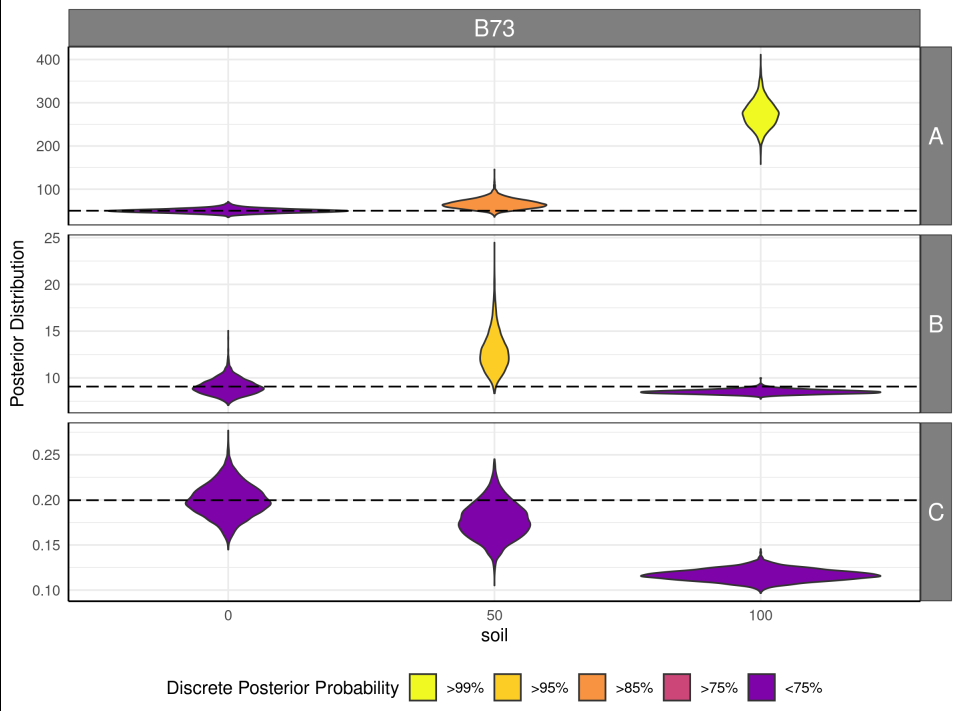 B73
Posterior Distribution
400
300
200
100
A
25
20
15
10
B
0.25
0.20
0.15
0.10
C
0 50 100
soil
Discrete Posterior Probability >99% >95% >85% >75% <75%